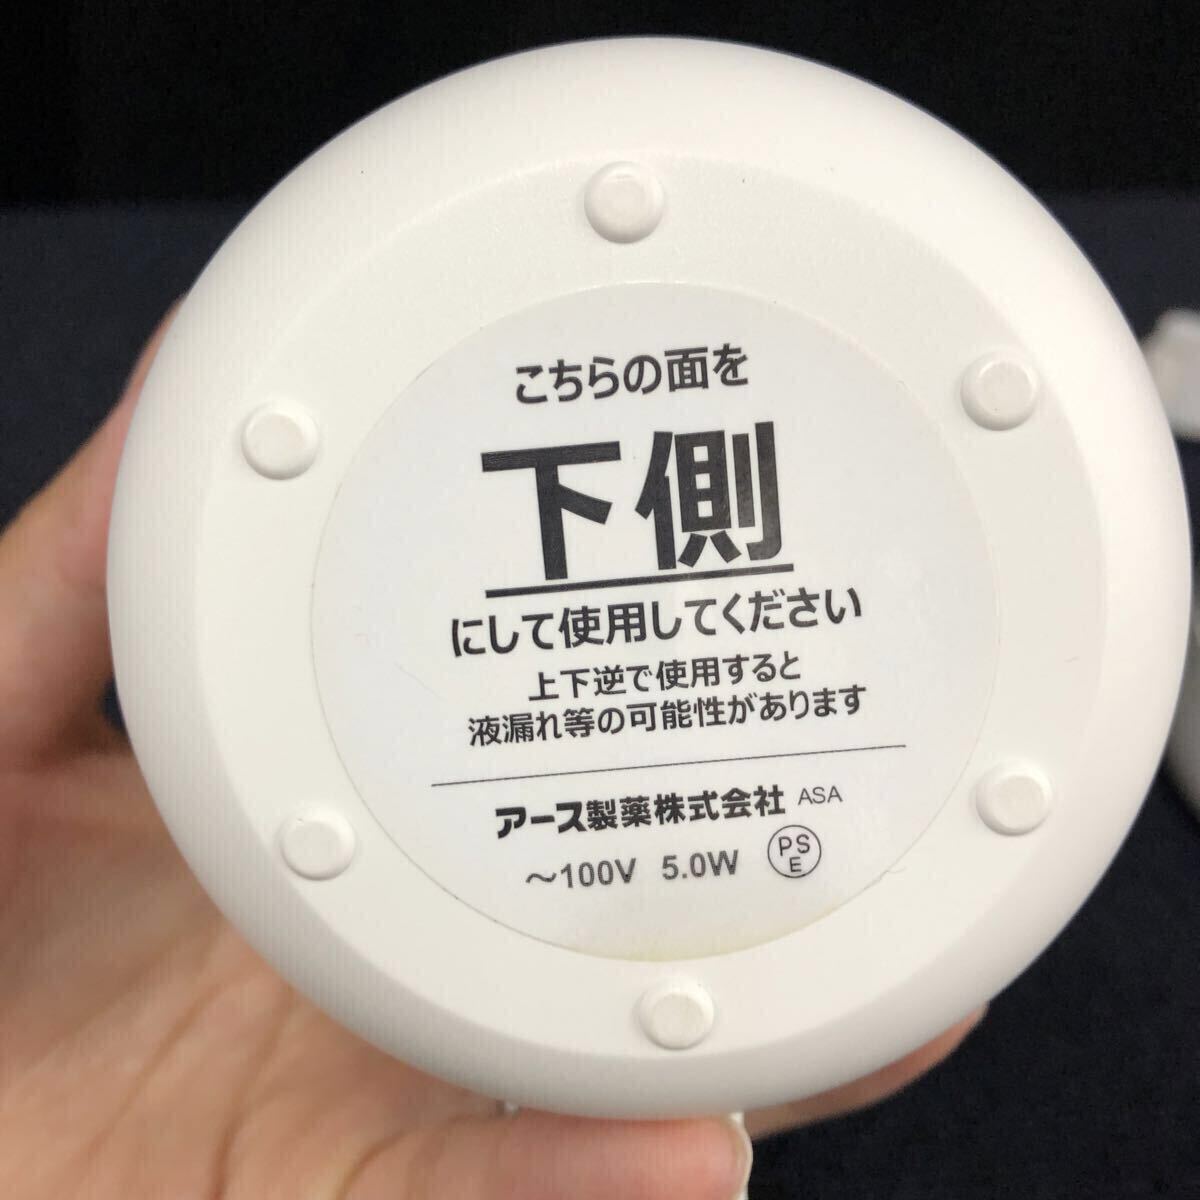 こちらの面を
下側
にして使用してください
上下逆で使用すると
液漏れ等の可能性があります
アース製薬株式会社 ASA
～100V 5.0W PSE